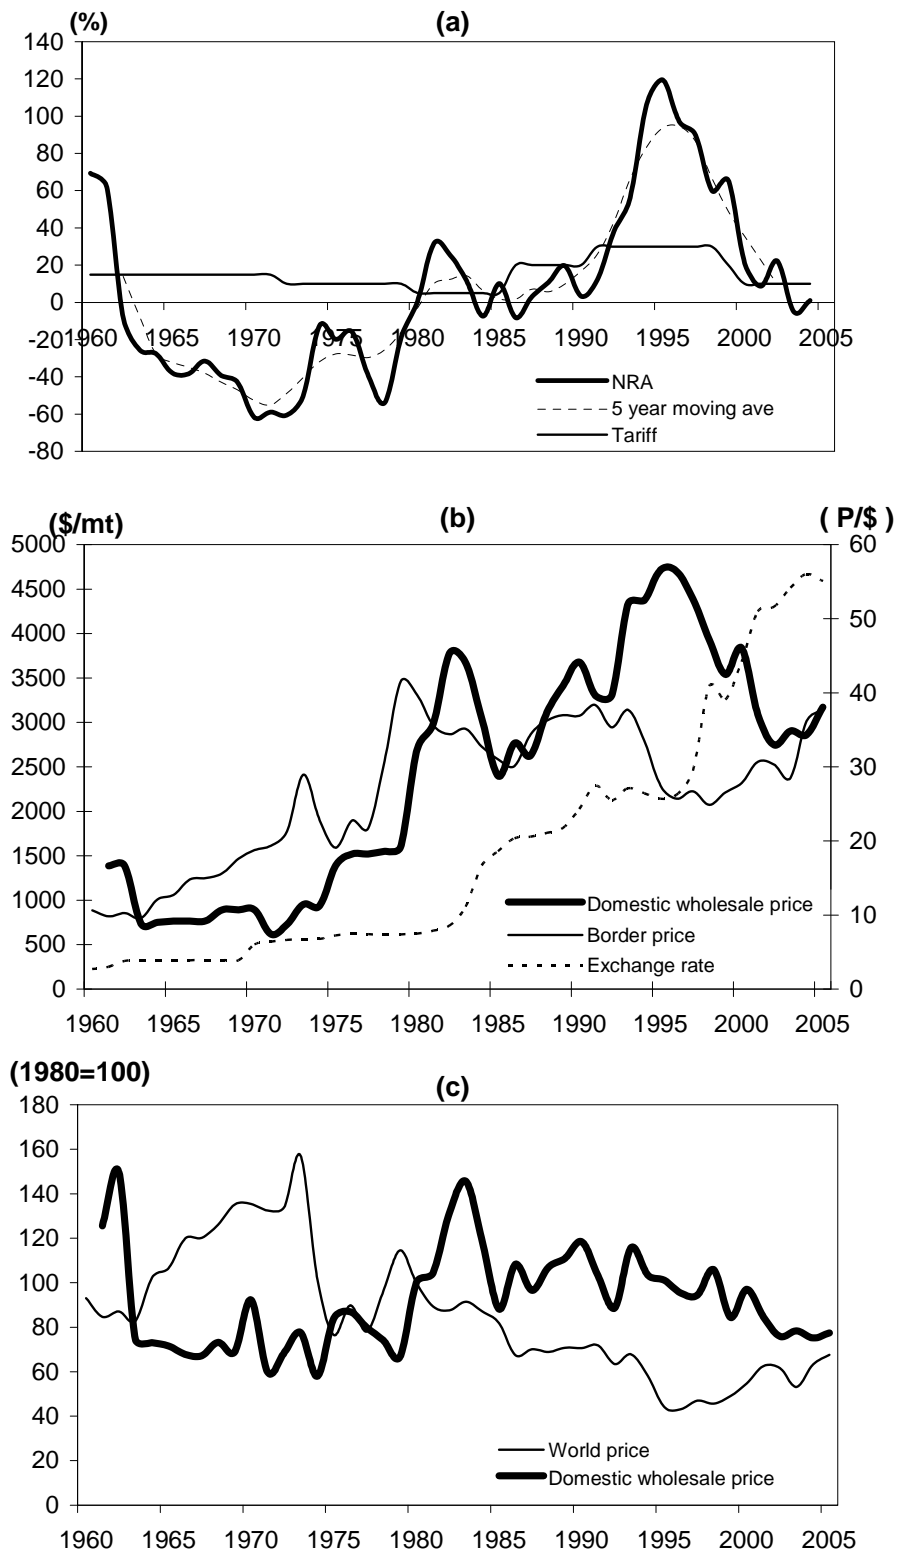 (%)
(a)
140
120
100
80
60
40
20
0
-20
-40
-60
-80
1960 1965 1970 1975 1980 1985 1990 1995 2000 2005
NRA
5 year moving ave
Tariff
($/mt)
(b)
( P/$ )
5000
4500
4000
3500
3000
2500
2000
1500
1000
500
0
60
50
40
30
20
10
0
Domestic wholesale price
Border price
Exchange rate
1960 1965 1970 1975 1980 1985 1990 1995 2000 2005
(1980=100)
(c)
180
160
140
120
100
80
60
40
20
0
World price
Domestic wholesale price
1960 1965 1970 1975 1980 1985 1990 1995 2000 2005